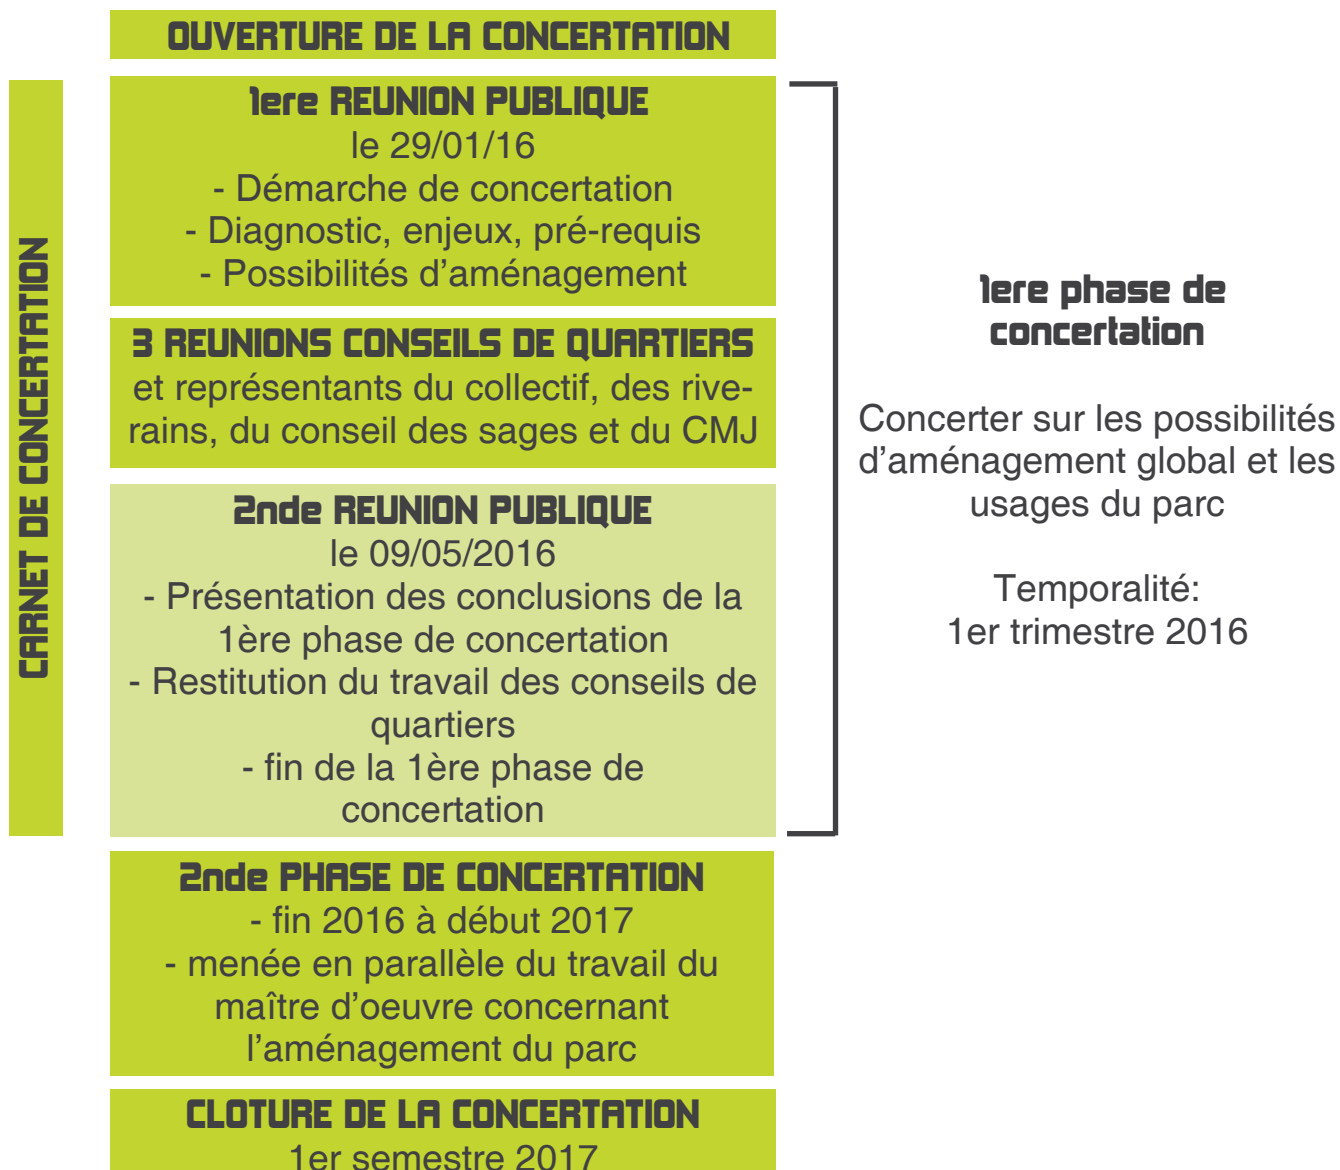 OUVERTURE DE LA CONCERTATION
CARNET DE CONCERTATION
1ere REUNION PUBLIQUE
le 29/01/16
- Démarche de concertation
- Diagnostic, enjeux, pré-requis
- Possibilités d'aménagement
3 REUNIONS CONSEILS DE QUARTIERS
et représentants du collectif, des rive-
rains, du conseil des sages et du CMJ
2nde REUNION PUBLIQUE
le 09/05/2016
- Présentation des conclusions de la
1ère phase de concertation
- Restitution du travail des conseils de
quartiers
- fin de la 1ère phase de
concertation
1ere phase de
concertation
Concerter sur les possibilités
d'aménagement global et les
usages du parc
Temporalité:
1er trimestre 2016
2nde PHASE DE CONCERTATION
- fin 2016 à début 2017
- menée en parallèle du travail du
maître d'oeuvre concernant
l'aménagement du parc
CLOTURE DE LA CONCERTATION
1er semestre 2017